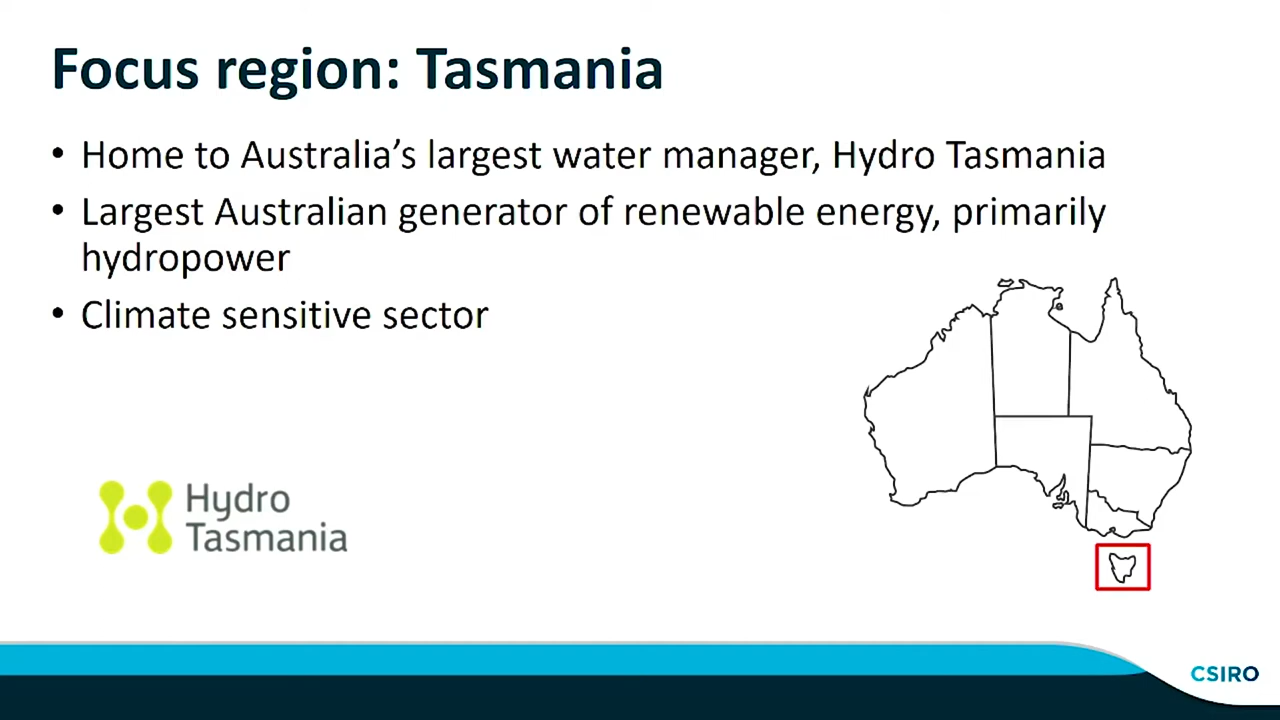 Focus region: Tasmania
• Home to Australia’s largest water manager, Hydro Tasmania
• Largest Australian generator of renewable energy, primarily
hydropower
• Climate sensitive sector
Hydro
Tasmania
CSIRO